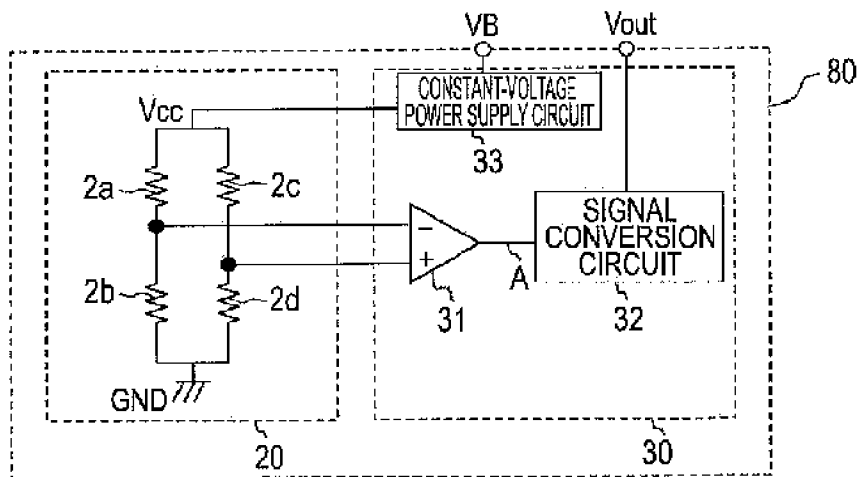 VB
Vout
80
CONSTANT-VOLTAGE
POWER SUPPLY CIRCUIT
33
Vcc
2a
2c
2b
2d
GND
20
−
+
31
A
SIGNAL
CONVERSION
CIRCUIT
32
30